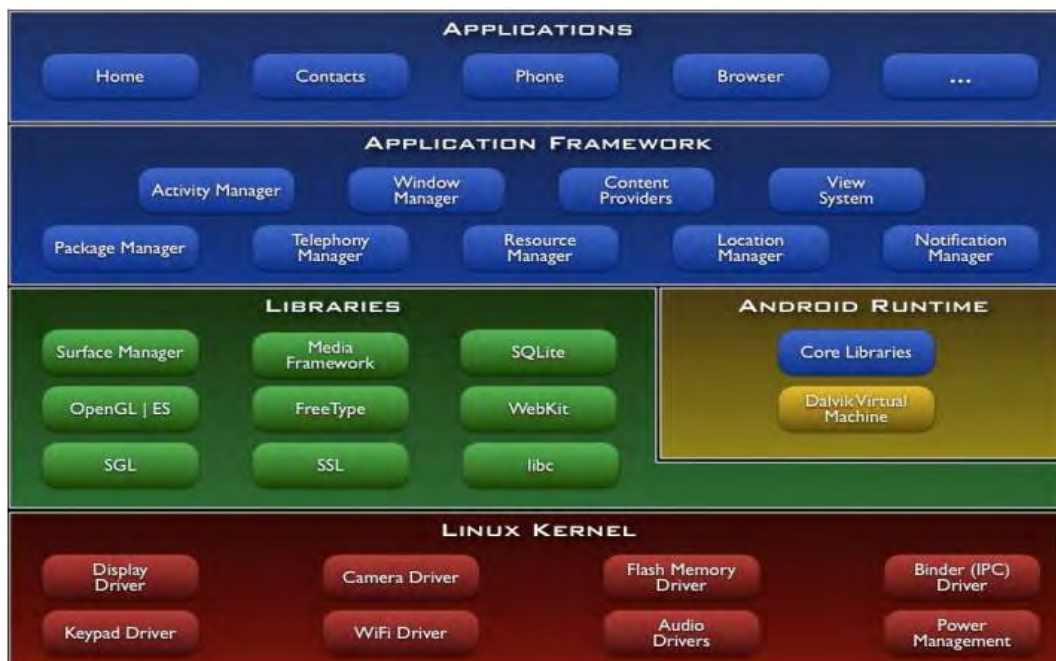 APPLICATIONS
Home
Contacts
Phone
Browser
...
APPLICATION FRAMEWORK
Activity Manager
Window
Manager
Content
Providers
View
System
Package Manager
Telephony
Manager
Resource
Manager
Location
Manager
Notification
Manager
LIBRARIES
Surface Manager
Media
Framework
SQLite
OpenGL | ES
FreeType
WebKit
SGL
SSL
libc
ANDROID RUNTIME
Core Libraries
Dalvik Virtual
Machine
LINUX KERNEL
Display
Driver
Camera Driver
Flash Memory
Driver
Binder (IPC)
Driver
Keypad Driver
WiFi Driver
Audio
Drivers
Power
Management